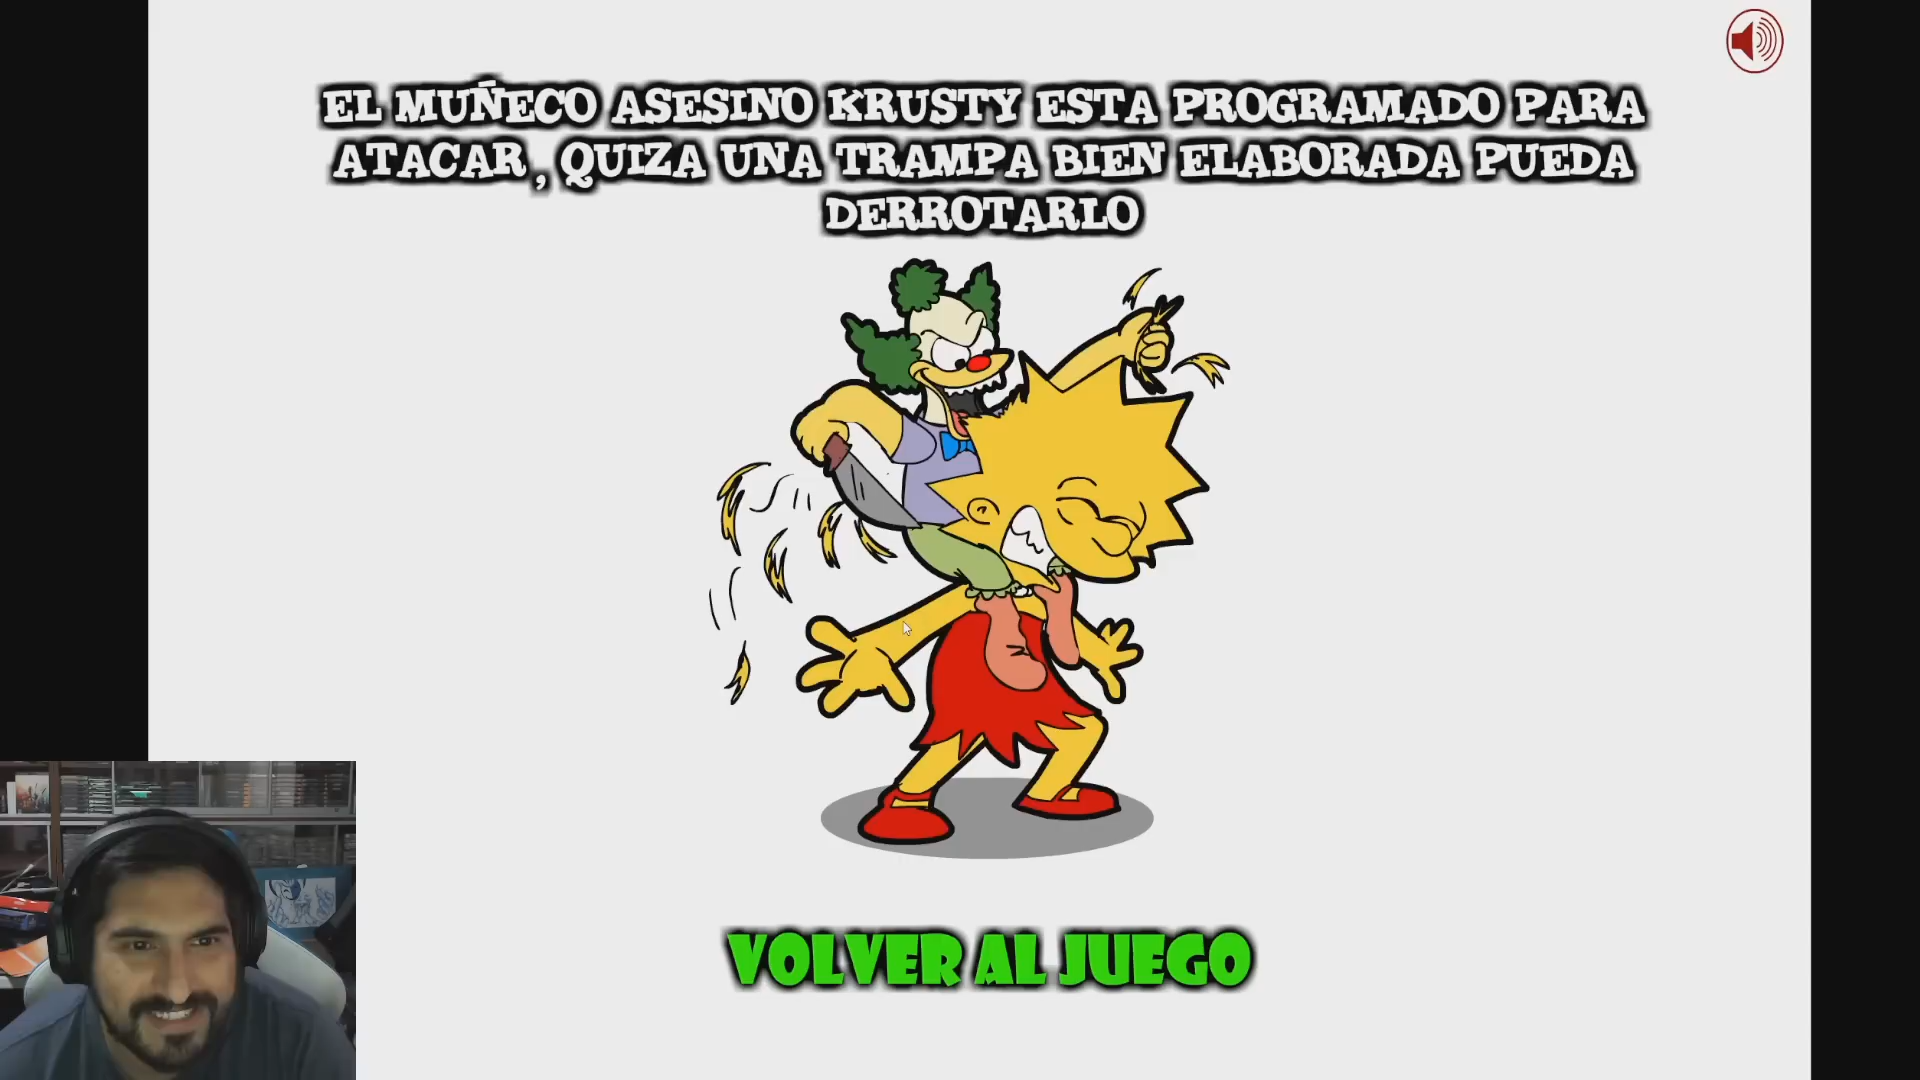 EL MUÑECO ASESINO KRUSTY ESTA PROGRAMADO PARA
ATACAR, QUIZA UNA TRAMPA BIEN ELABORADA PUEDA
DERROTARLO
VOLVER AL JUEGO